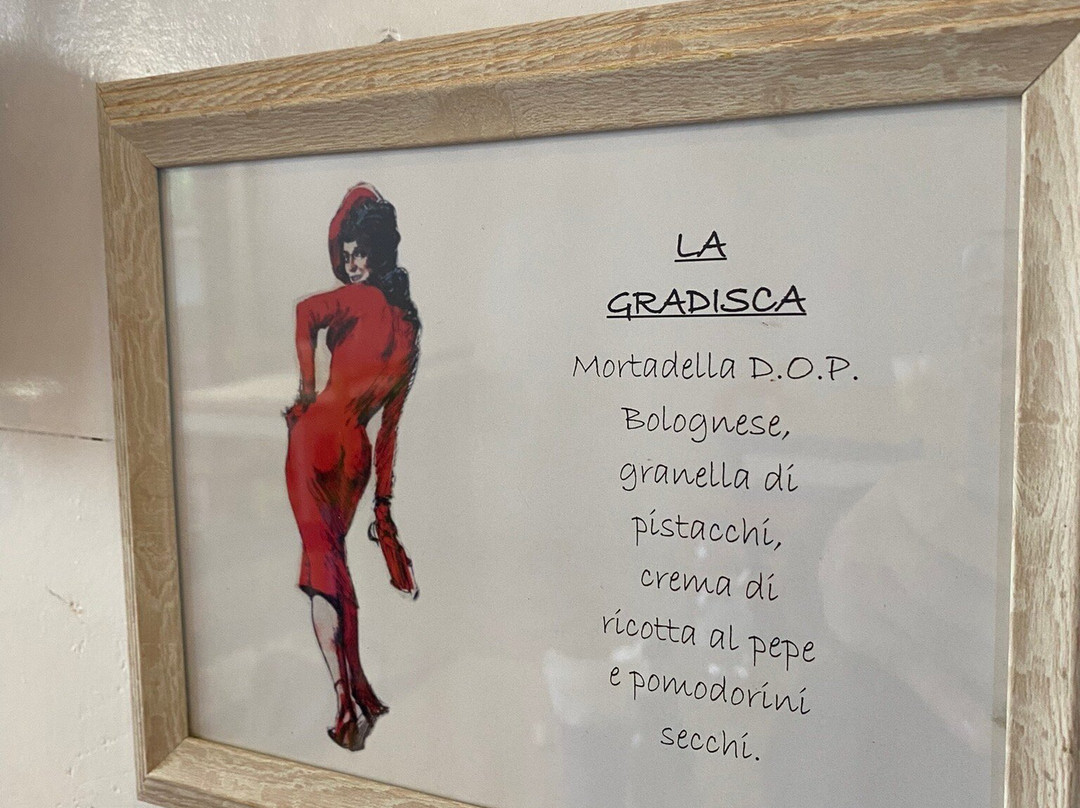 LA
GRADISCA
Mortadella D.O.P.
Bolognese,
granella di
pistacchi,
crema di
ricotta al pepe
e pomodorini
secchi.